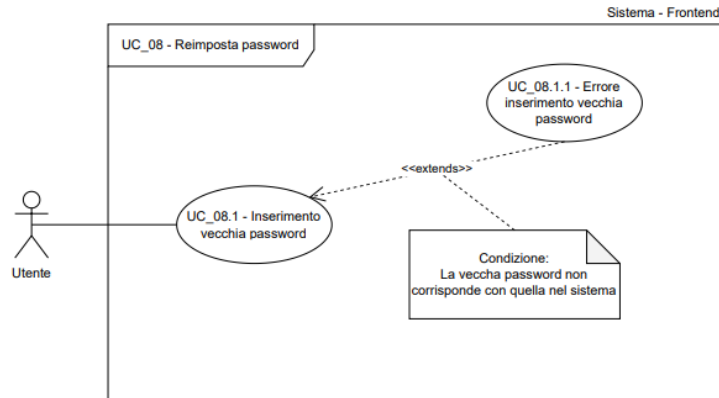 Sistema - Frontend
UC_08 - Reimposta password
UC_08.1.1 - Errore
inserimento vecchia
password
<<extends>>
UC_08.1 - Inserimento
vecchia password
Utente
Condizione:
La veccha password non
corrisponde con quella nel sistema